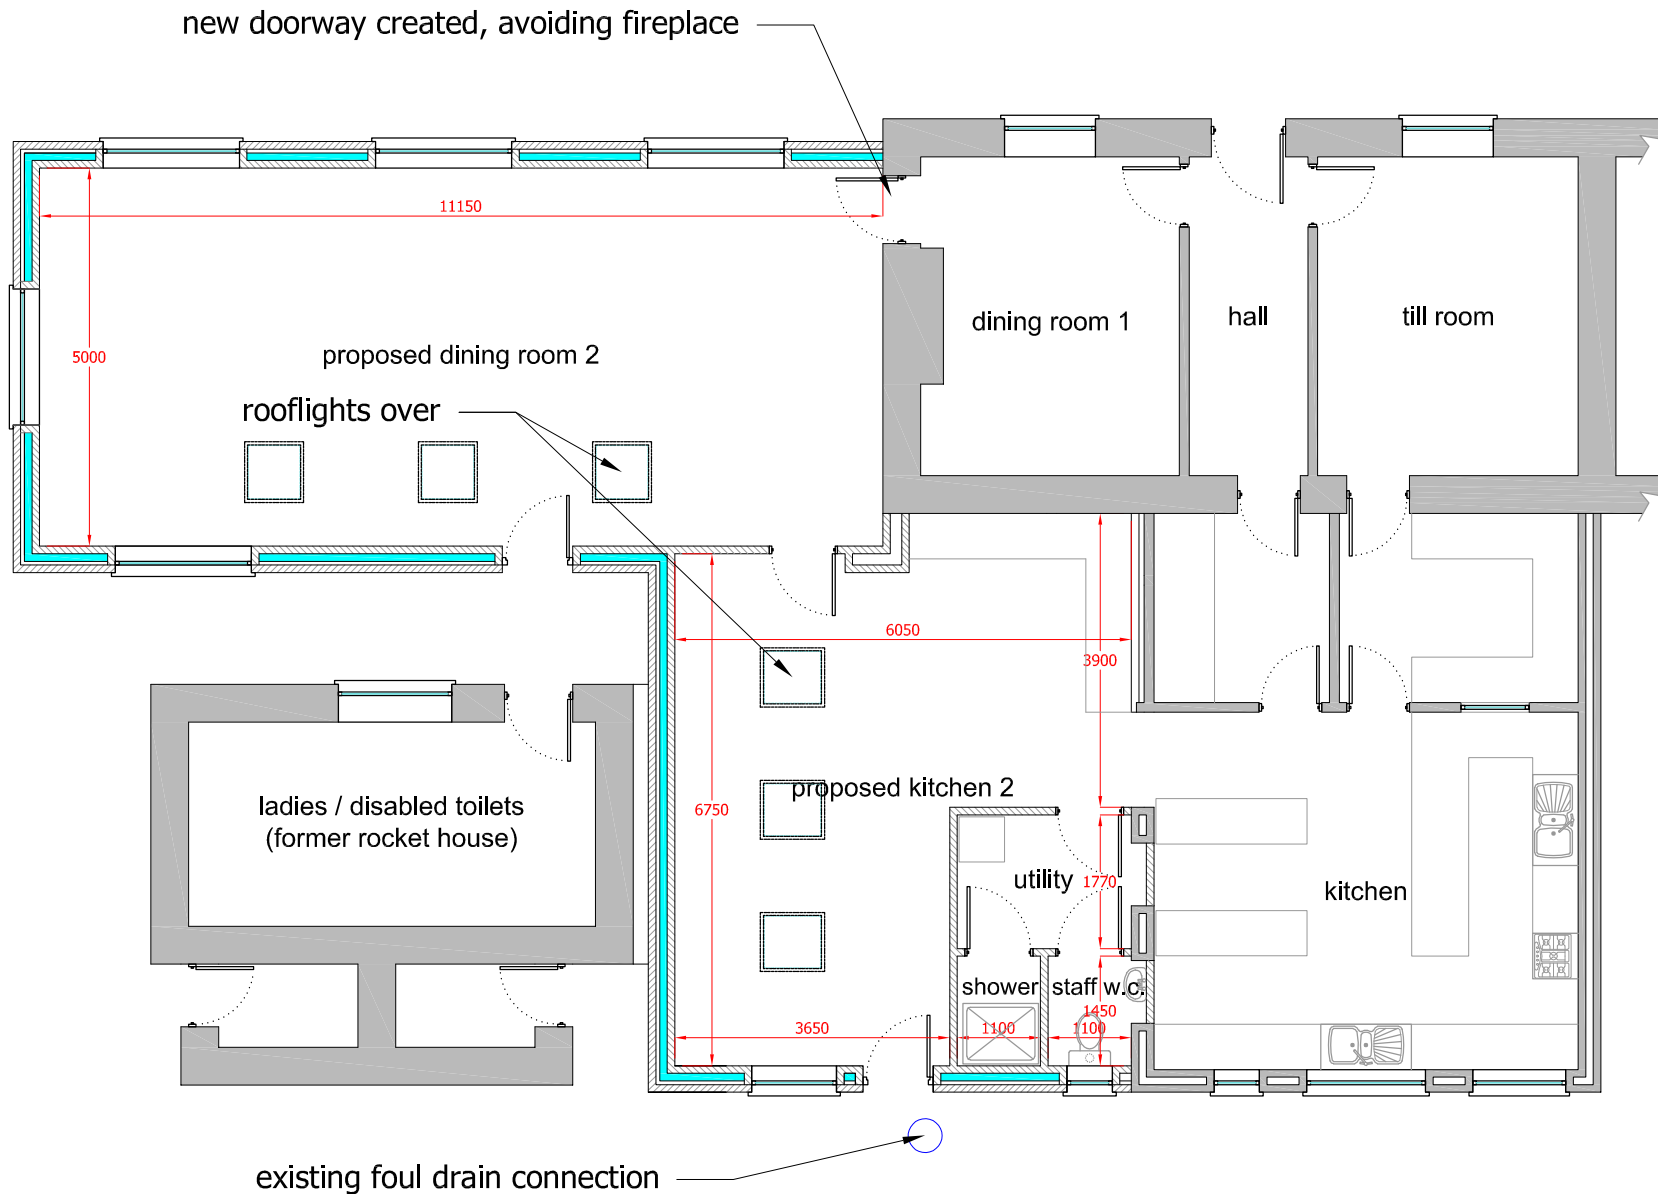 new doorway created, avoiding fireplace
11150
dining room 1
hall
till room
5000
proposed dining room 2
rooflights over
6050
3900
proposed kitchen 2
6750
ladies / disabled toilets
(former rocket house)
utility
1770
kitchen
shower
staff w.c.
1450
3650
1100
1100
existing foul drain connection